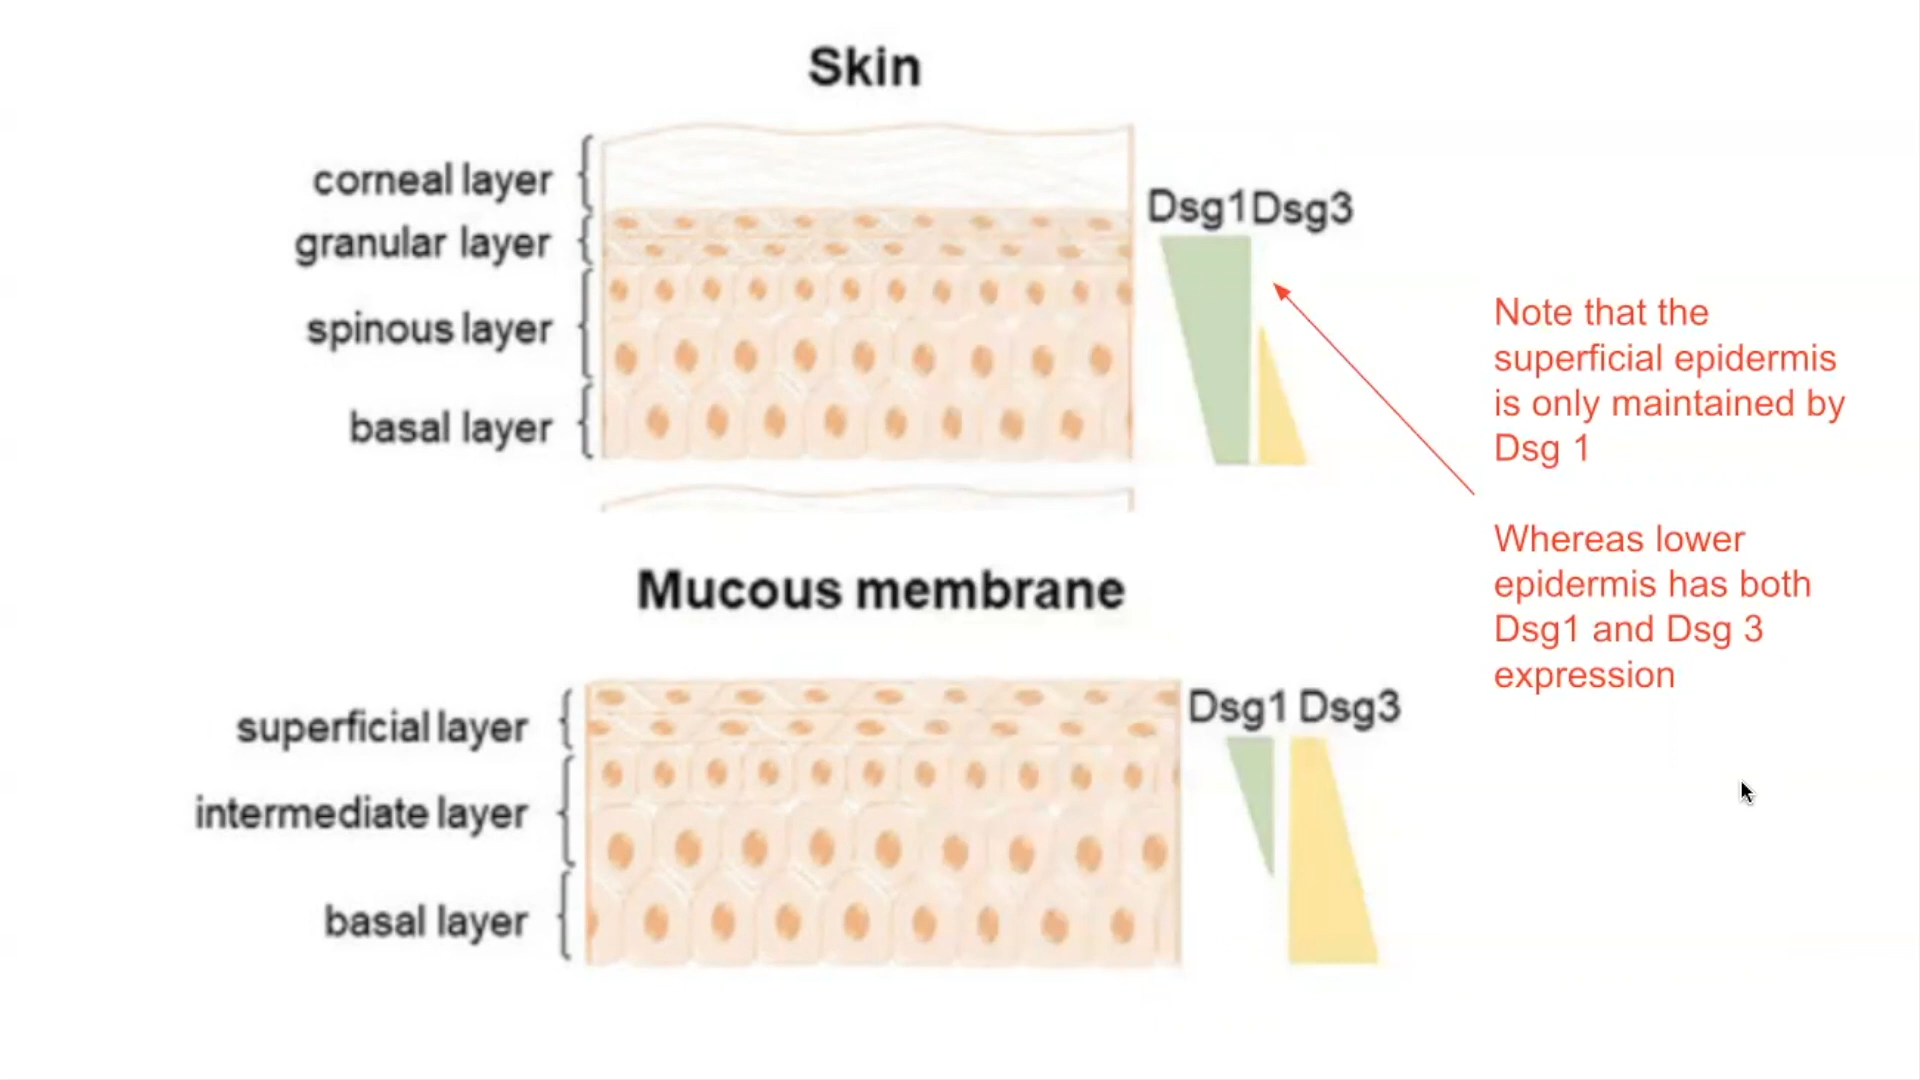 Skin
corneal layer
granular layer
spinous layer
basal layer
Dsg1 Dsg3
Note that the
superficial epidermis
is only maintained by
Dsg 1
Whereas lower
epidermis has both
Dsg1 and Dsg 3
expression
Mucous membrane
superficial layer
intermediate layer
basal layer
Dsg1 Dsg3